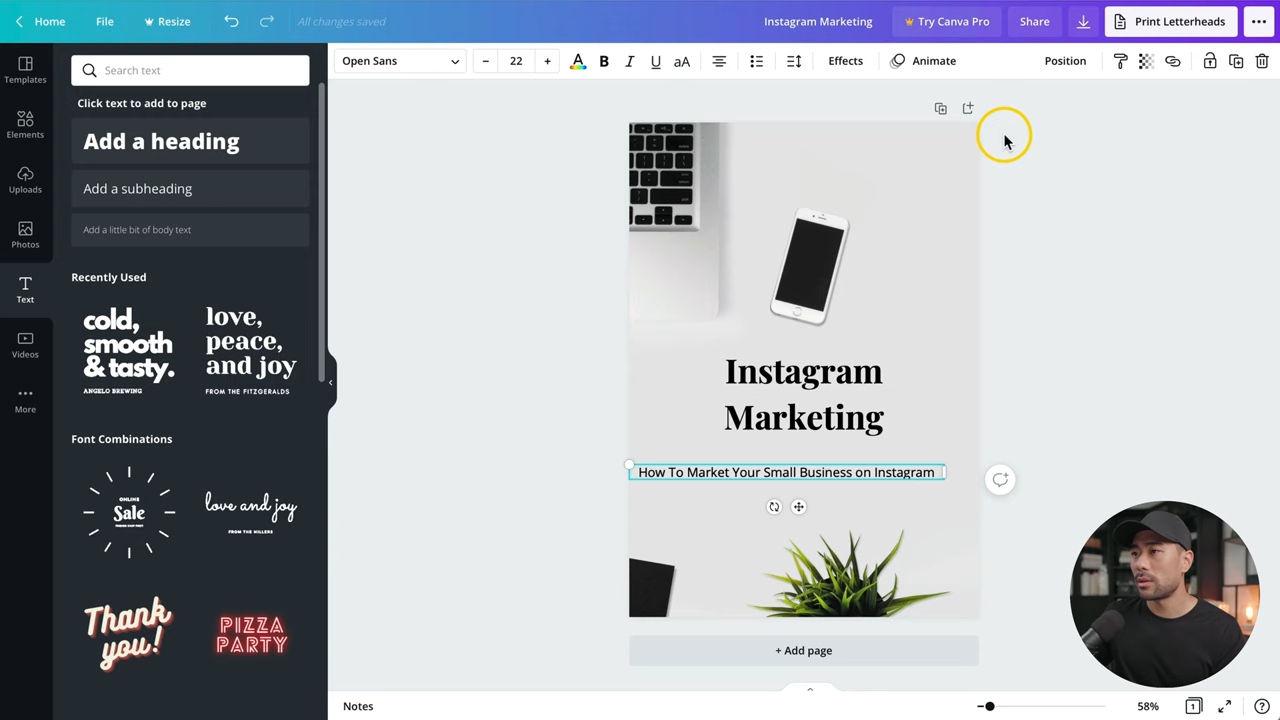 Home
File
Resize
All changes saved
Instagram Marketing
Try Canva Pro
Share
Print Letterheads
Templates
Elements
Uploads
Photos
Text
Videos
More
Search text
Click text to add to page
Add a heading
Add a subheading
Add a little bit of body text
Recently Used
cold,
smooth
& tasty.
ANGELO BREWING
love,
peace,
and joy
FROM THE FITZGERALDS
Font Combinations
ONLINE
Sale
love and joy
FROM THE MILLERS
Thank
you!
PIZZA
PARTY
Open Sans
22
B
I
U
aA
Effects
Animate
Position
Instagram
Marketing
How To Market Your Small Business on Instagram
+ Add page
Notes
58%
1